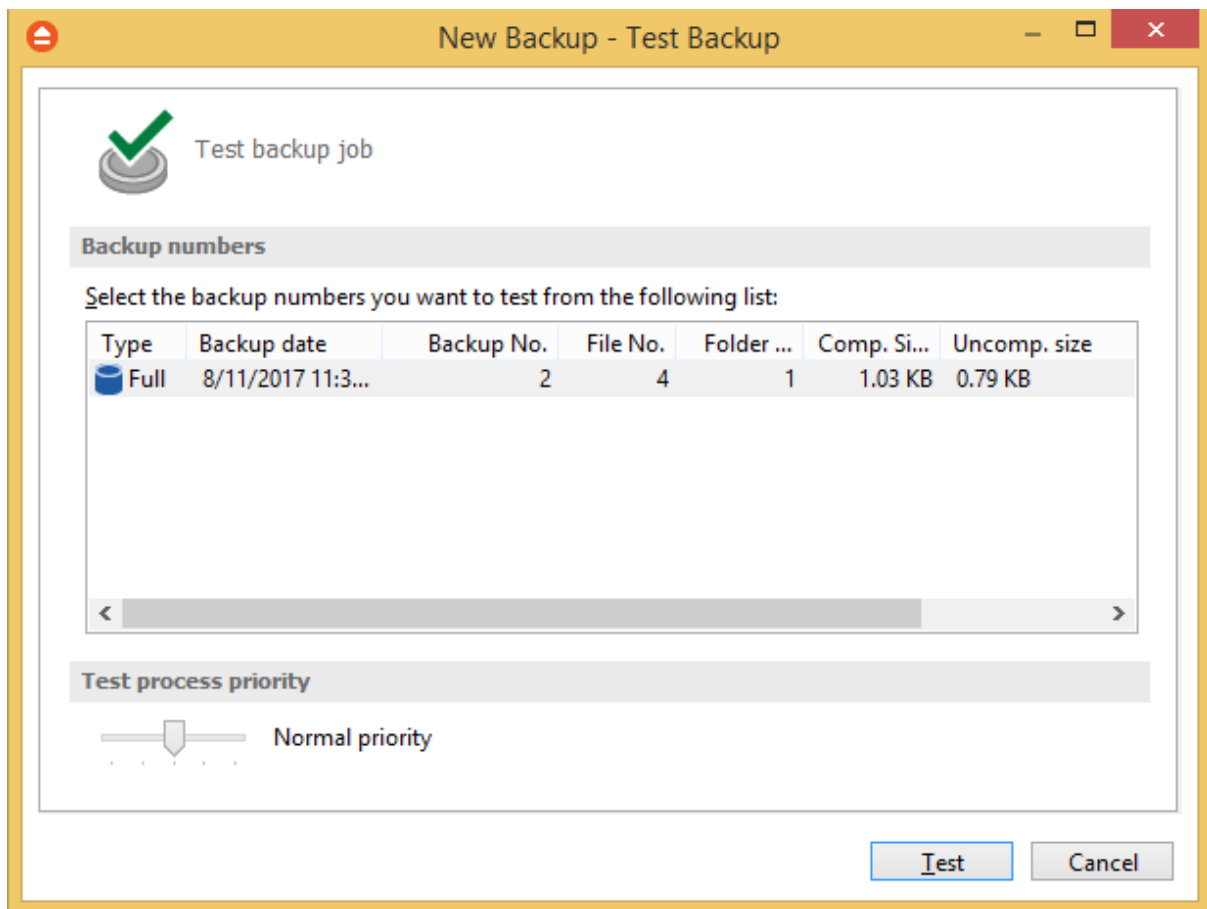 New Backup - Test Backup
Test backup job
Backup numbers
Select the backup numbers you want to test from the following list:
Type Backup date Backup No. File No. Folder ... Comp. Si... Uncomp. size
Full 8/11/2017 11:3... 2 4 1 1.03 KB 0.79 KB
Test process priority
Normal priority
Test Cancel